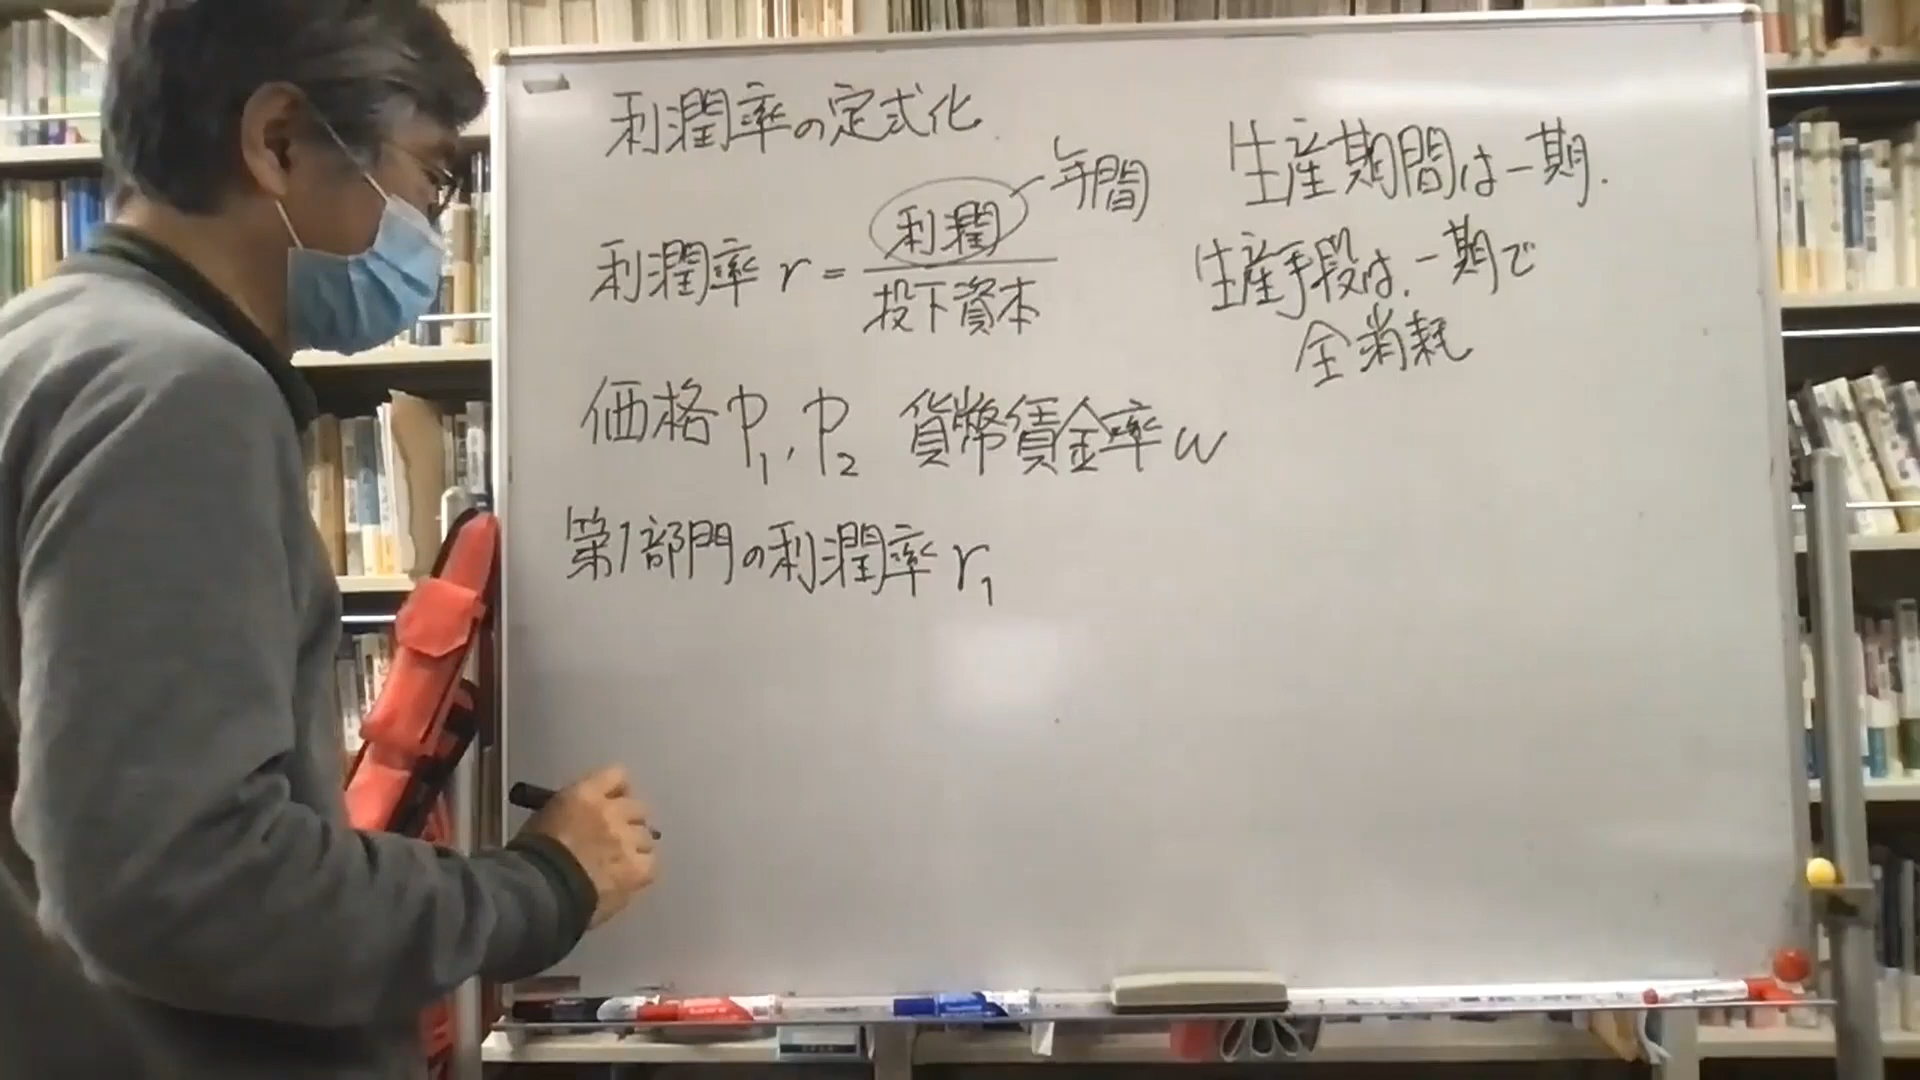 利潤率の定式化
利潤率 r = 利潤 / 投下資本
年間
価格 p₁, p₂ 貨幣賃金率 w
第1部門の利潤率 r₁
生産期間は一期.
生産手段は、一期で
全消耗